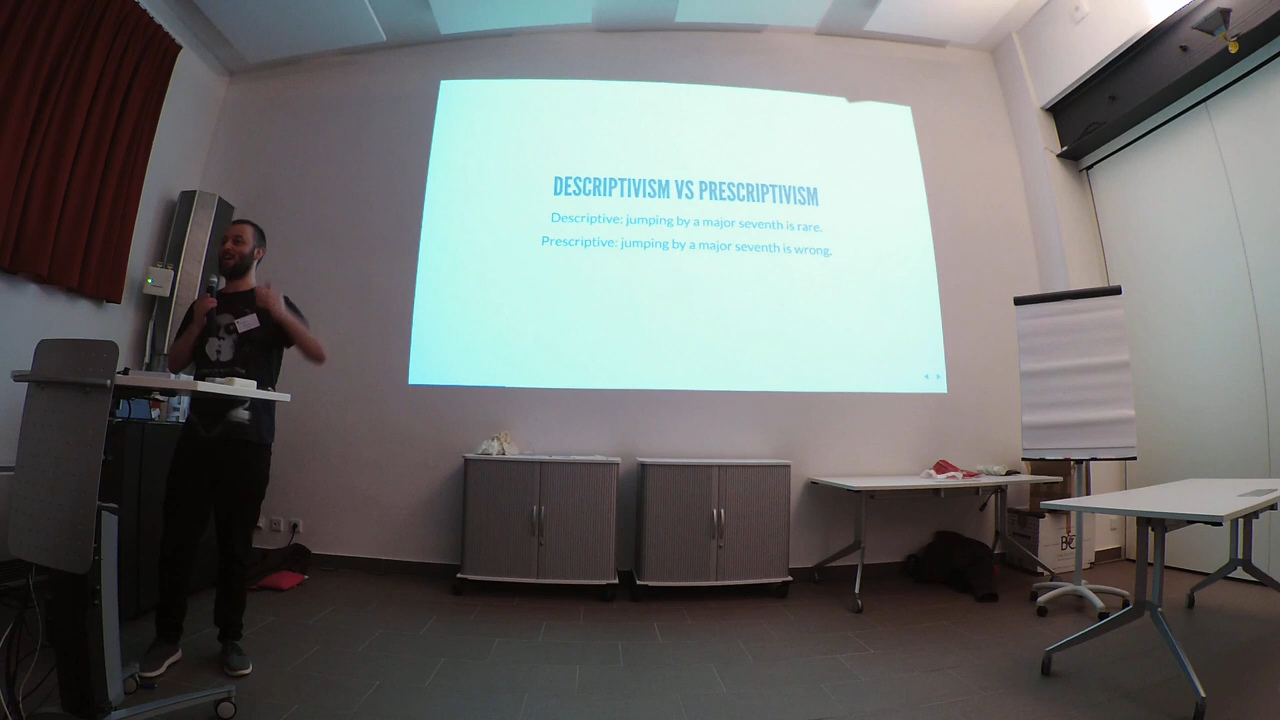 DESCRIPTIVISM VS PRESCRIPTIVISM
Descriptive: jumping by a major seventh is rare.
Prescriptive: jumping by a major seventh is wrong.